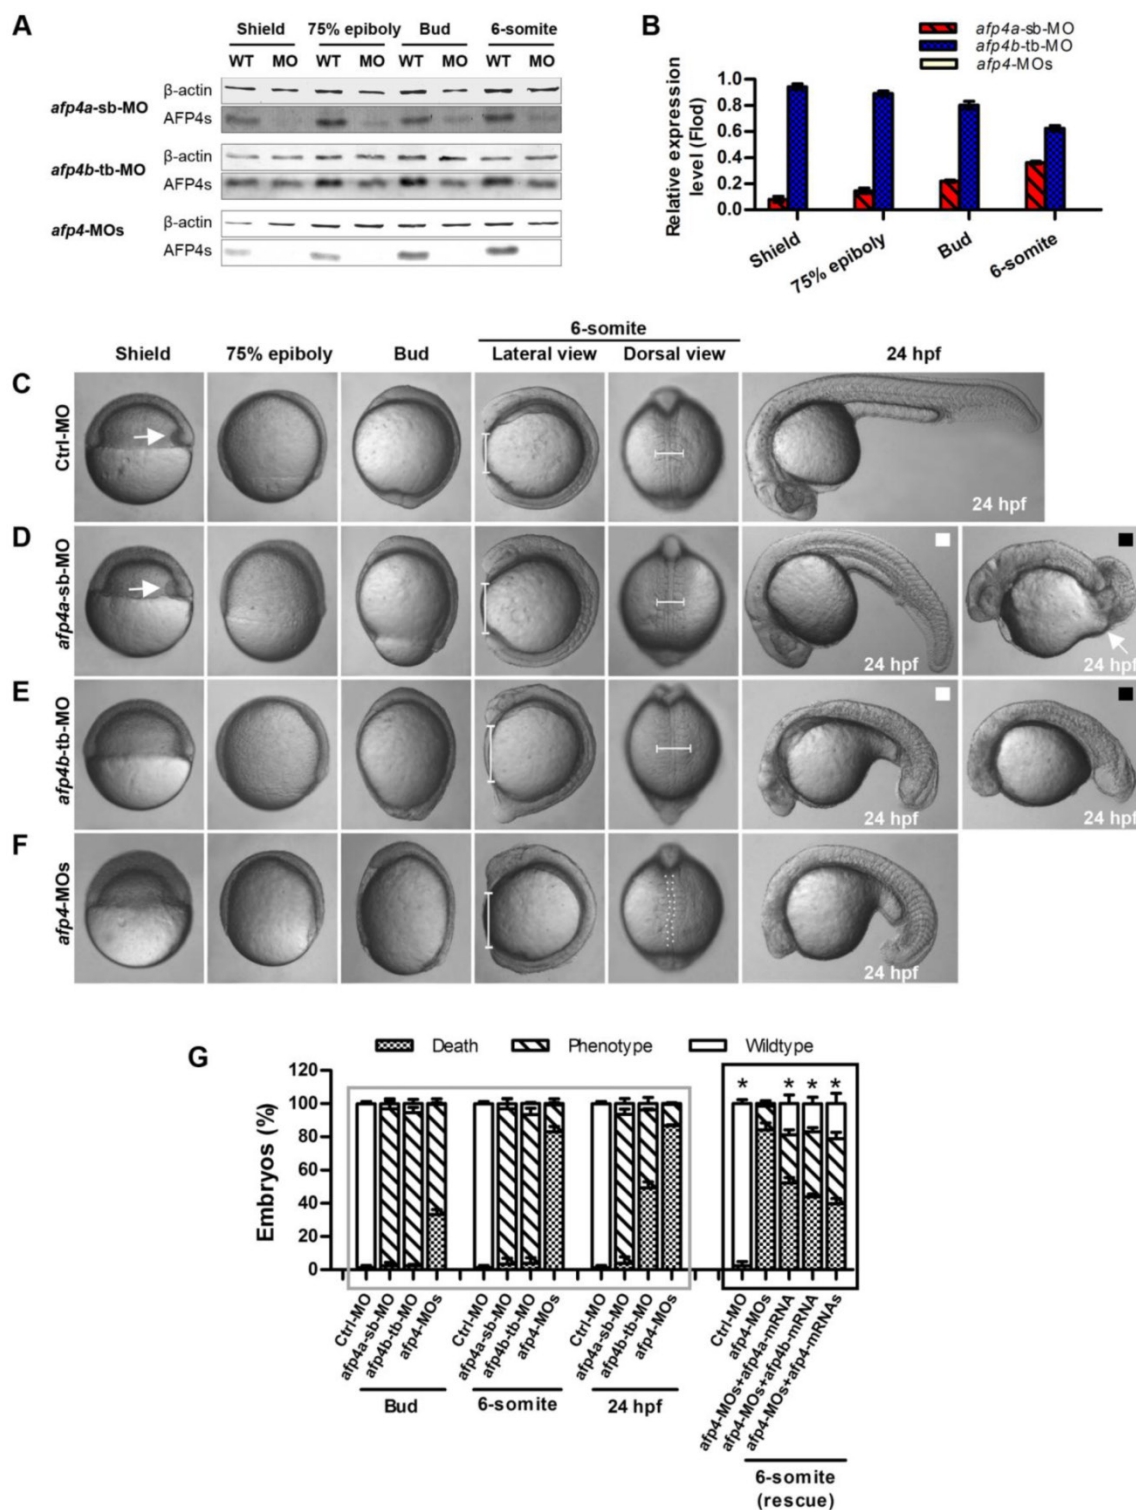 A
Shield 75% epiboly Bud 6-somite
WT MO WT MO WT MO WT MO
afp4a-sb-MO
β-actin
AFP4s
afp4b-tb-MO
β-actin
AFP4s
afp4-MOs
β-actin
AFP4s
B
afp4a-sb-MO
afp4b-tb-MO
afp4-MOs
Relative expression
level (Flod)
1.0
0.8
0.6
0.4
0.2
0.0
Shield
75% epiboly
Bud
6-somite
6-somite
Shield 75% epiboly Bud Lateral view Dorsal view 24 hpf
C
Ctrl-MO
24 hpf
D
afp4a-sb-MO
24 hpf
24 hpf
E
afp4b-tb-MO
24 hpf
24 hpf
F
afp4-MOs
24 hpf
G
Death Phenotype Wildtype
Embryos (%)
120
100
80
60
40
20
0
* * * *
Ctrl-MO
afp4a-sb-MO
afp4b-tb-MO
afp4-MOs
Bud
Ctrl-MO
afp4a-sb-MO
afp4b-tb-MO
afp4-MOs
6-somite
Ctrl-MO
afp4a-sb-MO
afp4b-tb-MO
afp4-MOs
24 hpf
Ctrl-MO
afp4-MOs
afp4-MOs+afp4a-mRNA
afp4-MOs+afp4b-mRNA
afp4-MOs+afp4-mRNAs
6-somite
(rescue)